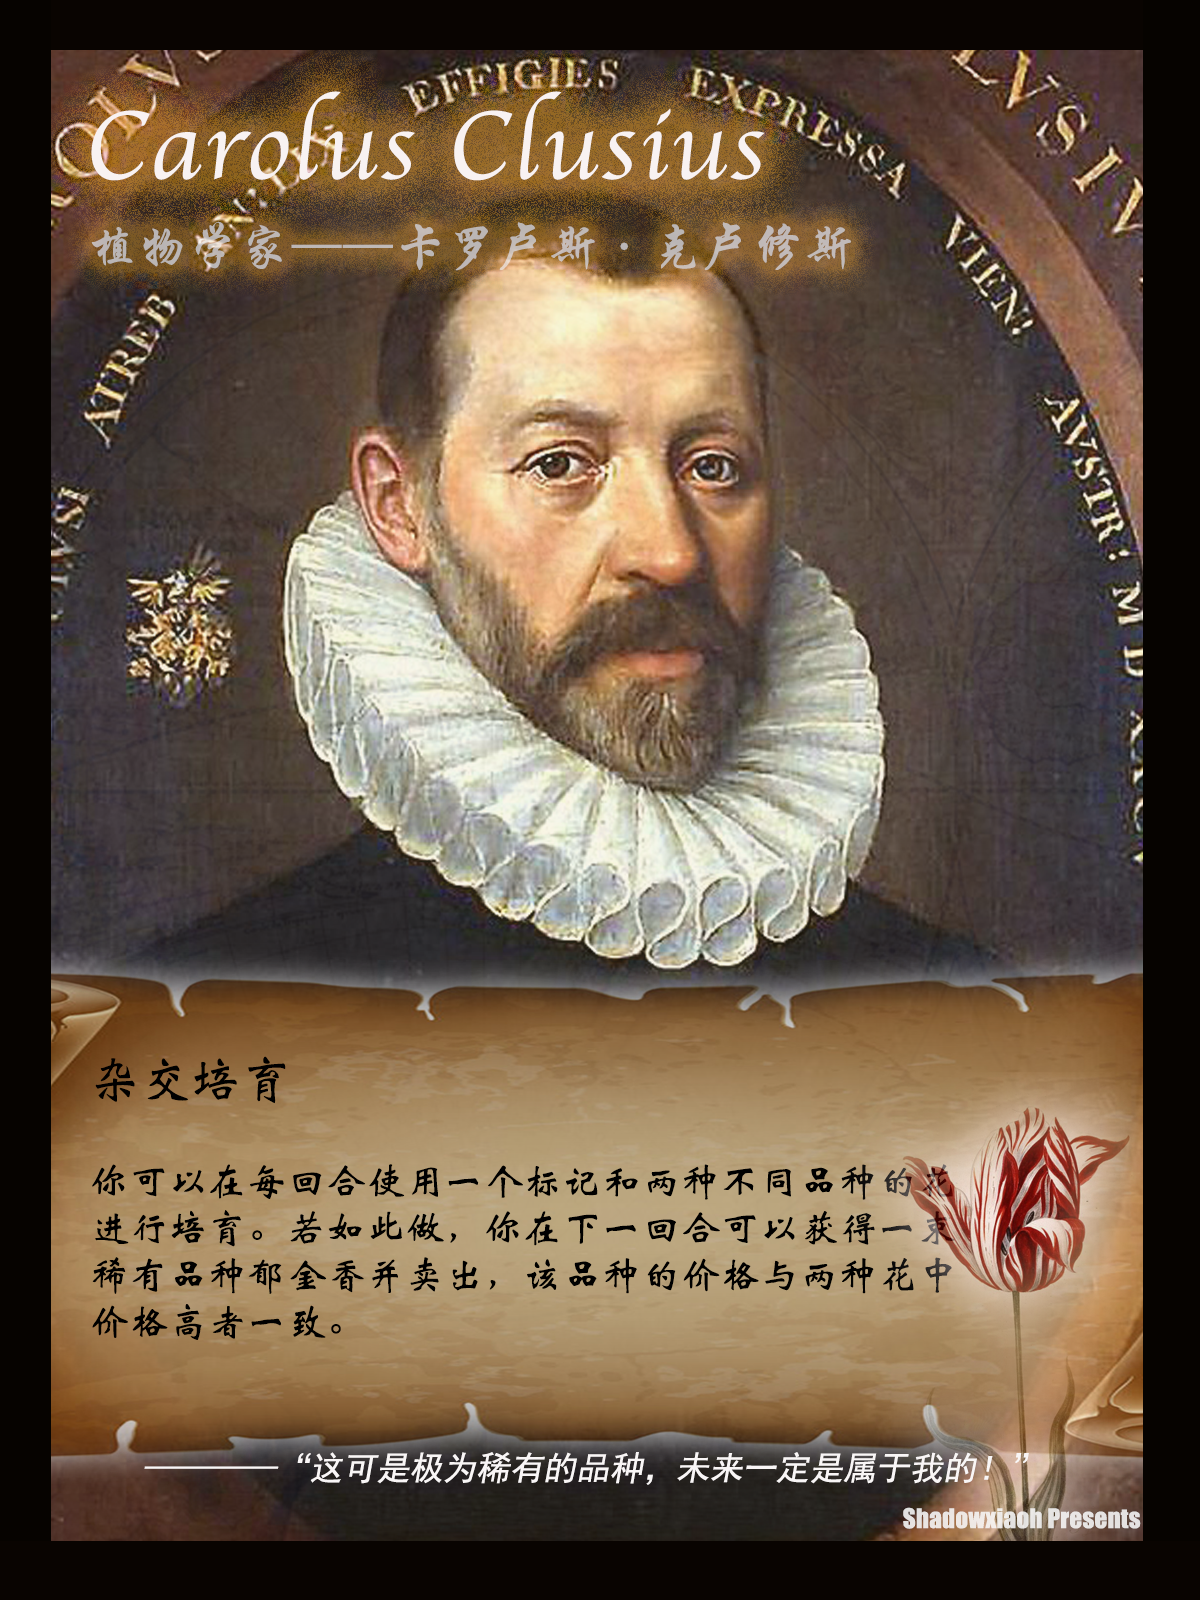 EFFIGIES EXPRESSA
Carolus Clusius
植物学家——卡罗卢斯·克卢修斯
VIEN!
ATREB
AVSTR!
杂交培育
你可以在每回合使用一个标记和两种不同品种的花
进行培育。若如此做，你在下一回合可以获得一束
稀有品种郁金香并卖出，该品种的价格与两种花中
价格高者一致。
————“这可是极为稀有的品种，未来一定是属于我的！”
Shadowxiaoh Presents